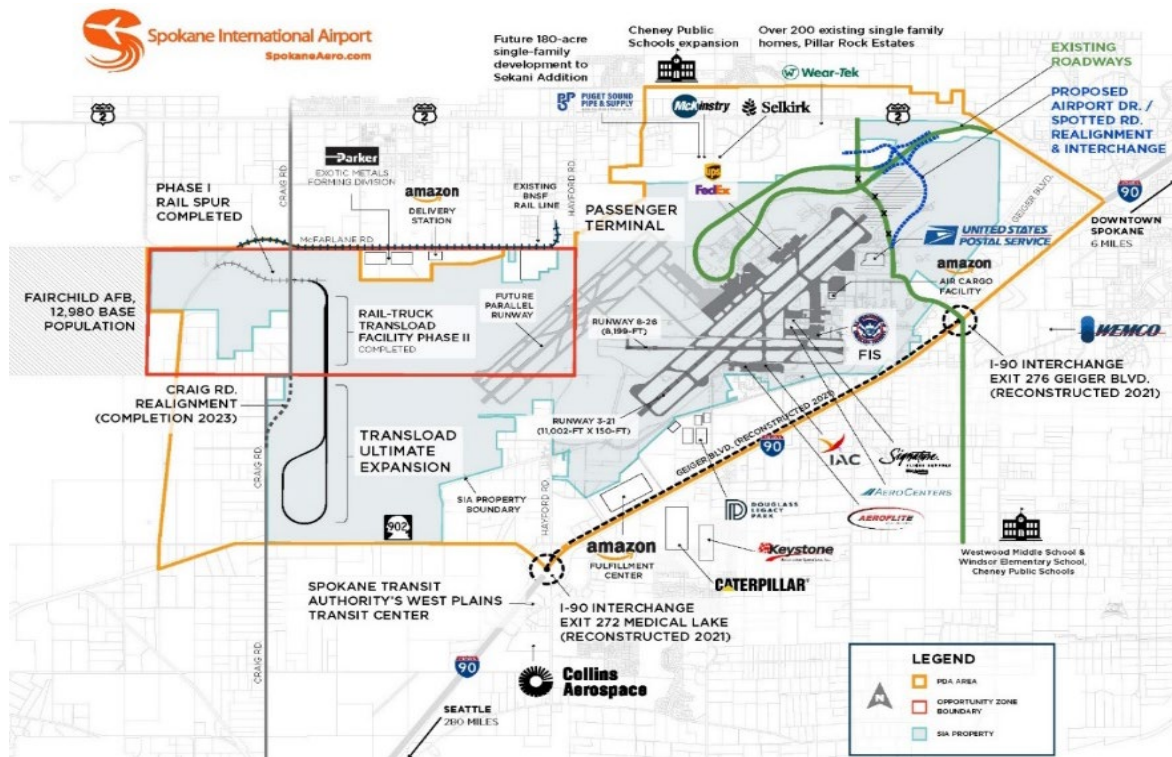 Spokane International Airport
SpokaneAero.com
Future 180-acre
single-family
development to
Sekani Addition
Cheney Public
Schools expansion
Over 200 existing single family
homes, Pillar Rock Estates
Wear-Tek
EXISTING
ROADWAYS
PUGET SOUND
PIPE & SUPPLY
McKinstry
Selkirk
PROPOSED
AIRPORT DR. /
SPOTTED RD.
REALIGNMENT
& INTERCHANGE
2
2
2
2
Parker
EXOTIC METALS
FORMING DIVISION
amazon
DELIVERY
STATION
EXISTING
BNSF
RAIL LINE
HAYFORD RD.
CRAIG RD.
ups
FedEx
PHASE I
RAIL SPUR
COMPLETED
McFARLANE RD
PASSENGER
TERMINAL
GEIGER BLVD.
90
DOWNTOWN
SPOKANE
6 MILES
UNITED STATES
POSTAL SERVICE
amazon
AIR CARGO
FACILITY
FAIRCHILD AFB,
12,980 BASE
POPULATION
RAIL-TRUCK
TRANSLOAD
FACILITY PHASE II
COMPLETED
FUTURE
PARALLEL
RUNWAY
RUNWAY 8-26
(8,199-FT)
FIS
WEMCO
I-90 INTERCHANGE
EXIT 276 GEIGER BLVD.
(RECONSTRUCTED 2021)
CRAIG RD.
REALIGNMENT
(COMPLETION 2023)
RUNWAY 3-21
(11,002-FT X 150-FT)
GEIGER BLVD. (RECONSTRUCTED 2020)
90
TRANSLOAD
ULTIMATE
EXPANSION
CRAIG RD.
SIA PROPERTY
BOUNDARY
HAYFORD RD.
IAC
Signature
AEROCENTERS
AEROFLITE
DOUGLASS
LEGACY
PARK
902
amazon
FULFILLMENT
CENTER
Keystone
CATERPILLAR
Westwood Middle School &
Windsor Elementary School,
Cheney Public Schools
SPOKANE TRANSIT
AUTHORITY'S WEST PLAINS
TRANSIT CENTER
I-90 INTERCHANGE
EXIT 272 MEDICAL LAKE
(RECONSTRUCTED 2021)
CRAIG RD.
90
Collins
Aerospace
SEATTLE
280 MILES
N
LEGEND
PDA AREA
OPPORTUNITY ZONE
BOUNDARY
SIA PROPERTY